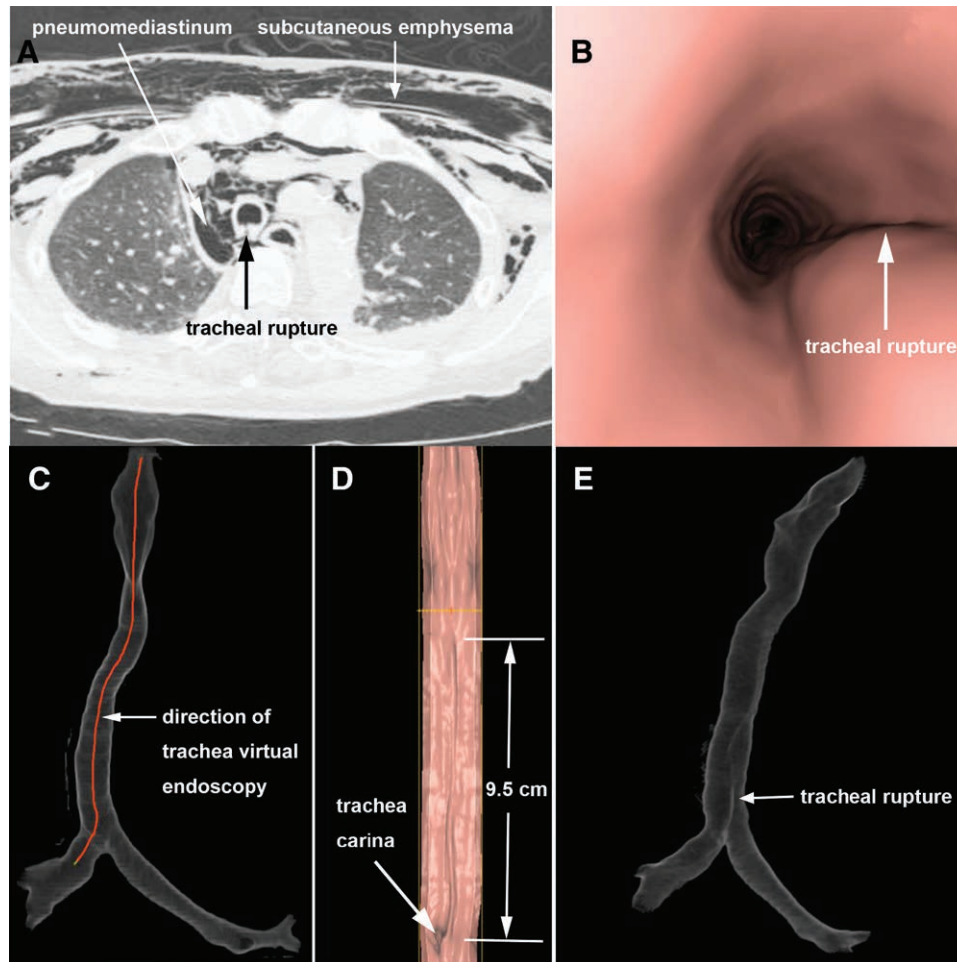 pneumomediastinum
subcutaneous emphysema
A
tracheal rupture
B
tracheal rupture
C
direction of
trachea virtual
endoscopy
D
9.5 cm
trachea
carina
E
tracheal rupture